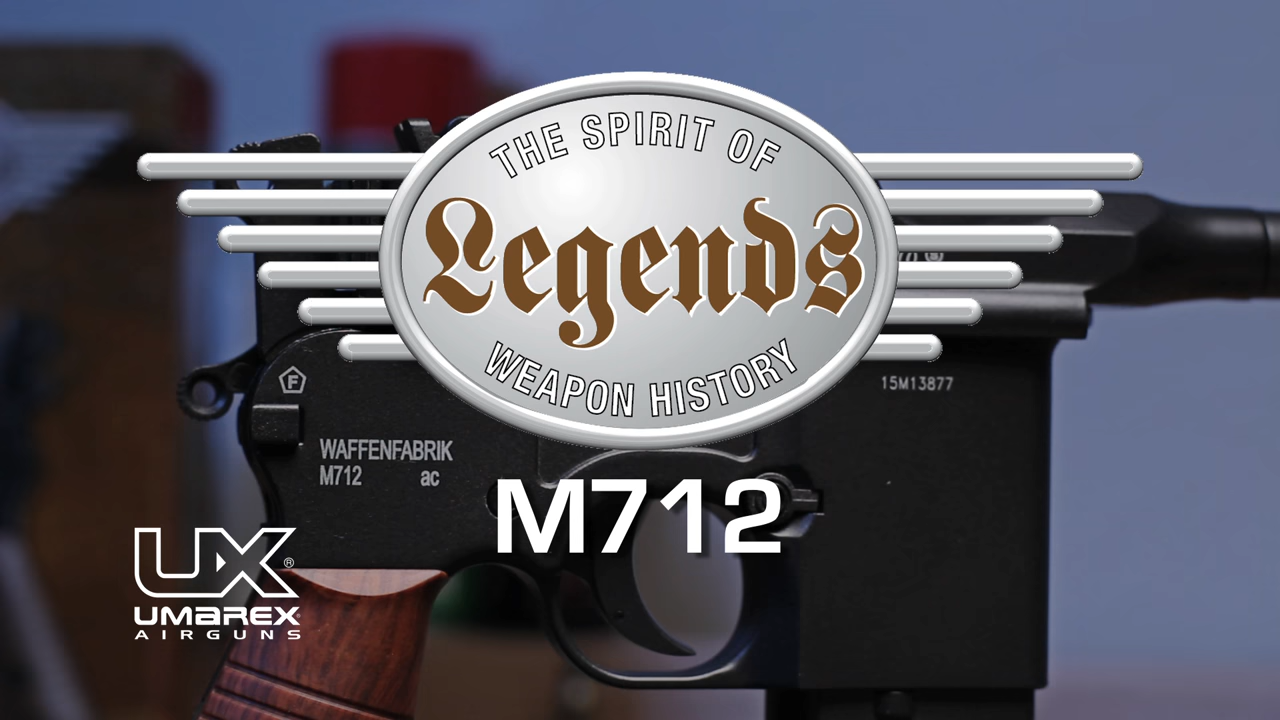 THE SPIRIT OF
Legends
WEAPON HISTORY
15M13877
F
WAFFENFABRIK
M712 ac
M712
UX®
UMAREX®
AIRGUNS